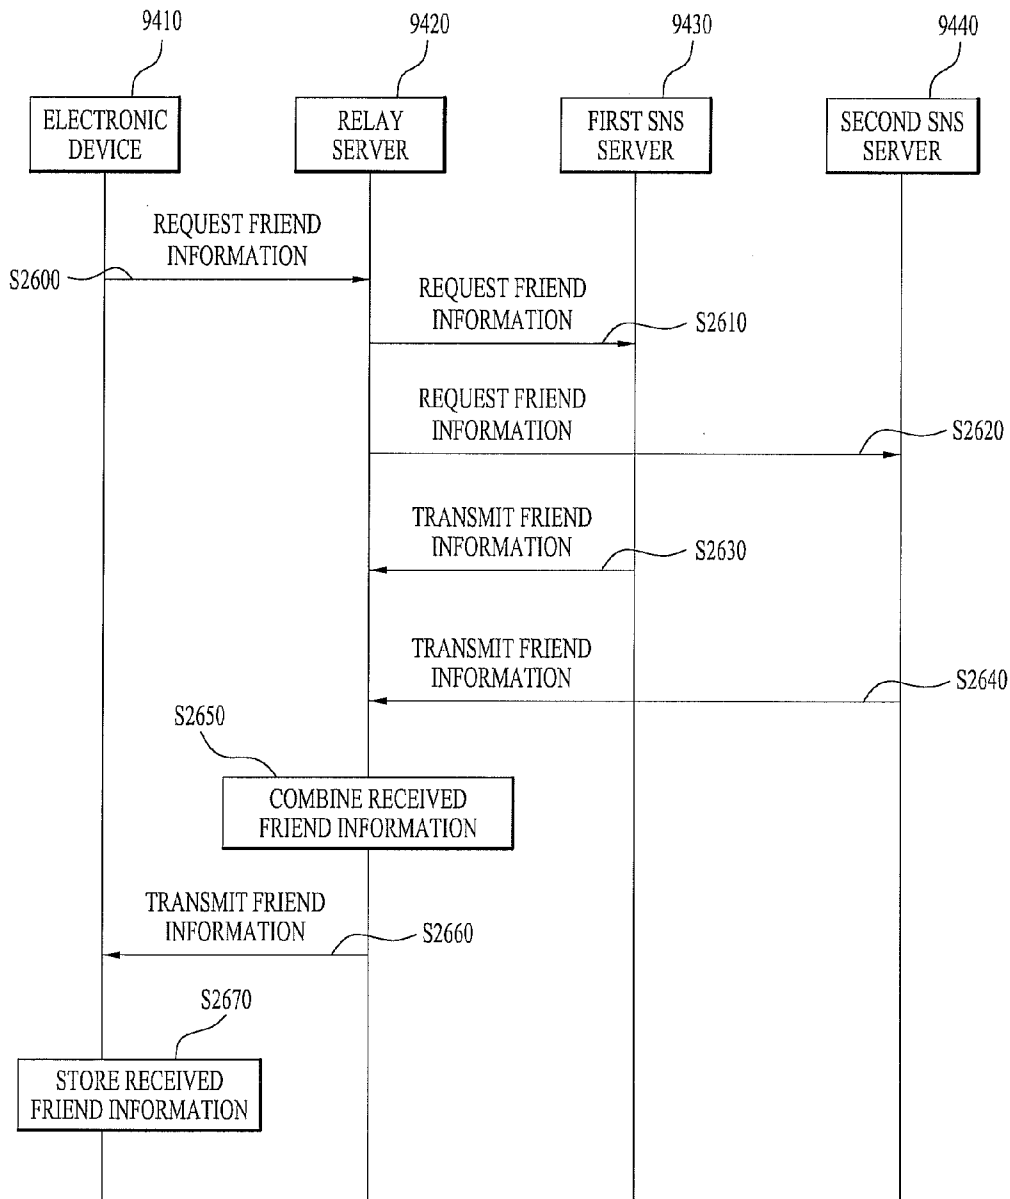 9410
9420
9430
9440
ELECTRONIC
DEVICE
RELAY
SERVER
FIRST SNS
SERVER
SECOND SNS
SERVER
REQUEST FRIEND
INFORMATION
S2600
REQUEST FRIEND
INFORMATION
S2610
REQUEST FRIEND
INFORMATION
S2620
TRANSMIT FRIEND
INFORMATION
S2630
TRANSMIT FRIEND
INFORMATION
S2640
S2650
COMBINE RECEIVED
FRIEND INFORMATION
TRANSMIT FRIEND
INFORMATION
S2660
S2670
STORE RECEIVED
FRIEND INFORMATION